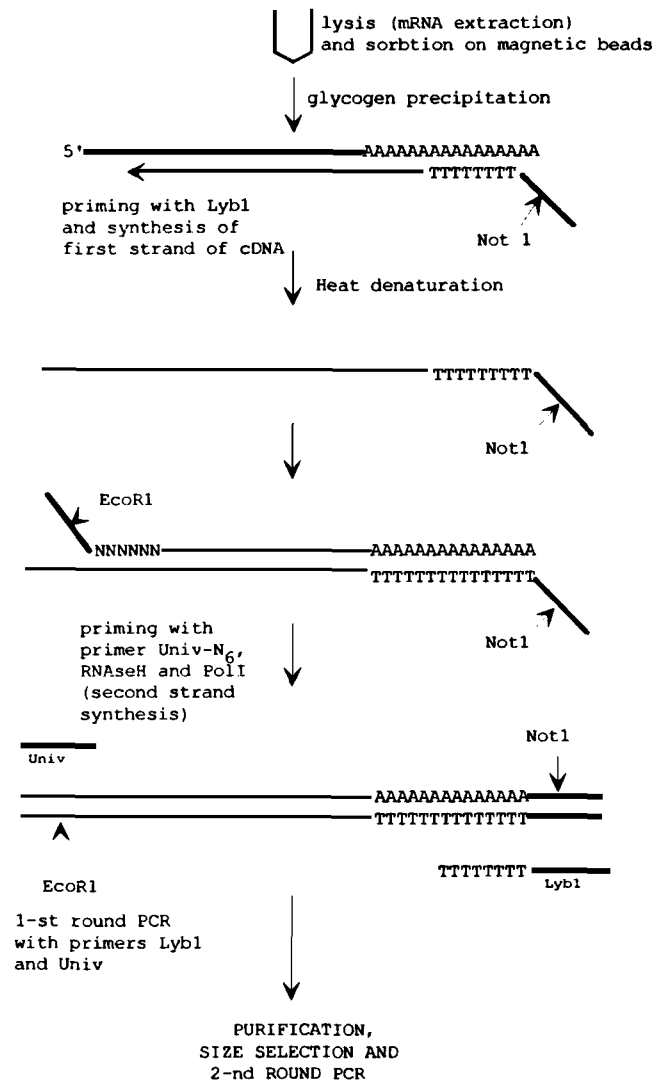 lysis (mRNA extraction)
and sorbtion on magnetic beads
glycogen precipitation
5'
AAAAAAAAAAAAAAAA
TTTTTTTT
priming with Lyb1
and synthesis of
first strand of cDNA
Not 1
Heat denaturation
TTTTTTTTT
Not1
EcoR1
NNNNNN
AAAAAAAAAAAAAAA
TTTTTTTTTTTTTTT
priming with
primer Univ-N6,
RNAseH and PolI
(second strand
synthesis)
Not1
Univ
Not1
AAAAAAAAAAAAAA
TTTTTTTTTTTTTT
TTTTTTTT
Lyb1
EcoR1
1-st round PCR
with primers Lyb1
and Univ
PURIFICATION,
SIZE SELECTION AND
2-nd ROUND PCR